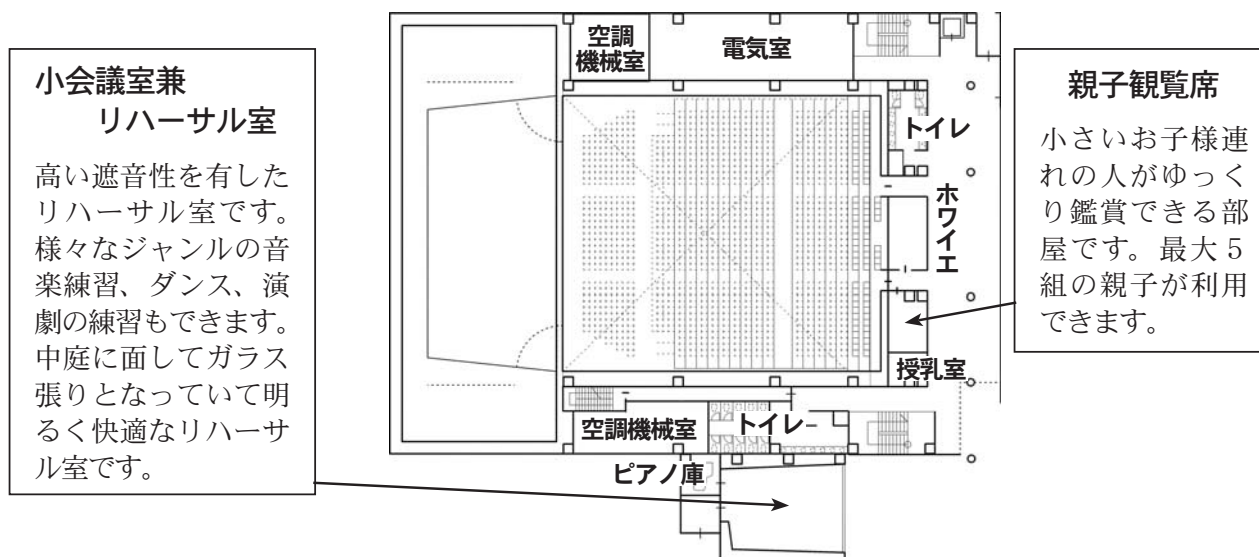 小会議室兼
リハーサル室
高い遮音性を有した
リハーサル室です。
様々なジャンルの音
楽練習、ダンス、演
劇の練習もできます。
中庭に面してガラス
張りとなっていて明
るく快適なリハーサ
ル室です。
空調
機械室
電気室
トイレ
ホワイエ
授乳室
空調機械室
トイレ
ピアノ庫
親子観覧席
小さいお子様連
れの人がゆっく
り鑑賞できる部
屋です。最大5
組の親子が利用
できます。